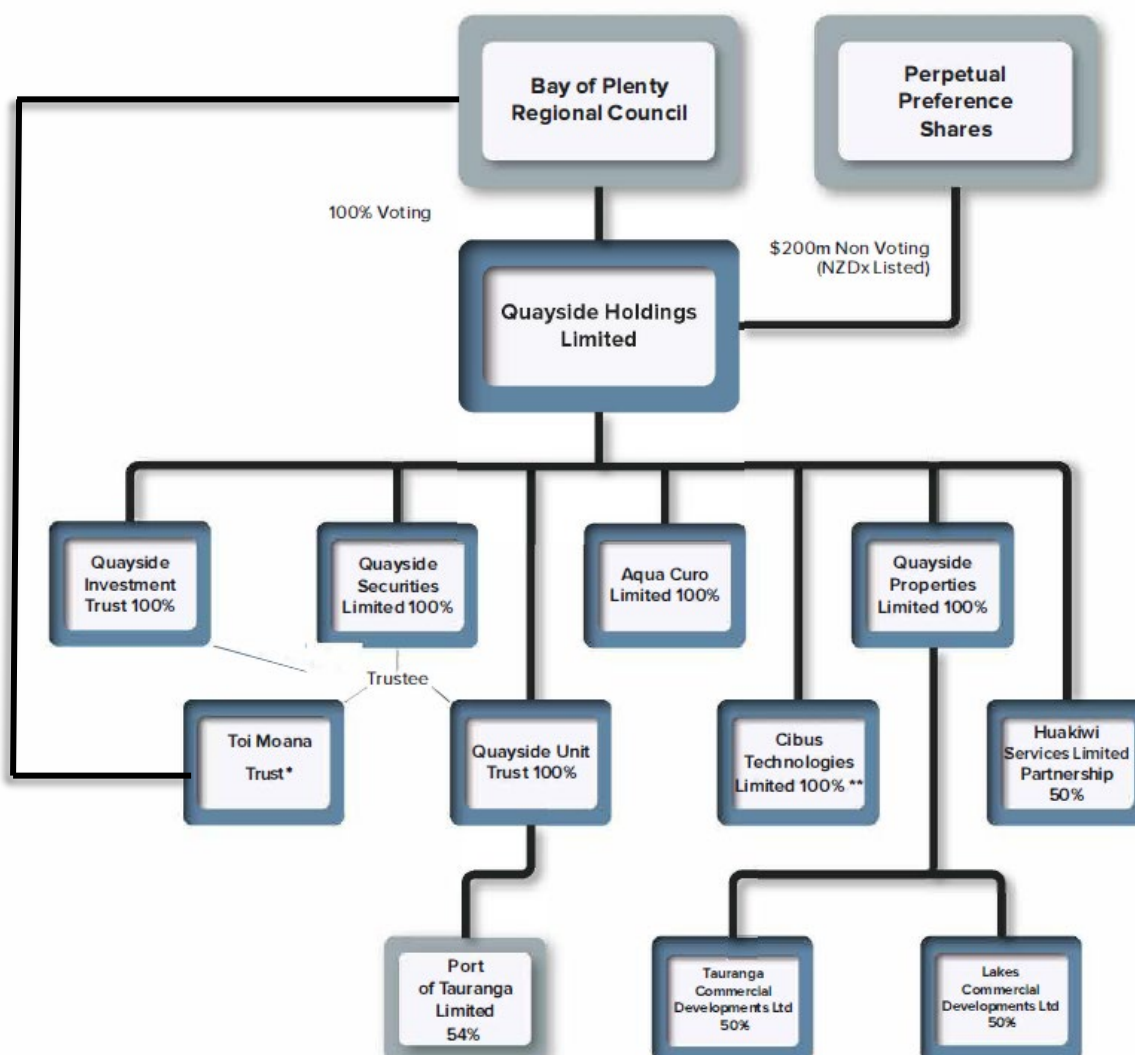 Bay of Plenty
Regional Council
Perpetual
Preference
Shares
100% Voting
$200m Non Voting
(NZDx Listed)
Quayside Holdings
Limited
Quayside
Investment
Trust 100%
Quayside
Securities
Limited 100%
Aqua Curo
Limited 100%
Quayside
Properties
Limited 100%
Trustee
Toi Moana
Trust*
Quayside Unit
Trust 100%
Cibus
Technologies
Limited 100% **
Huakiwi
Services Limited
Partnership
50%
Port
of Tauranga
Limited
54%
Tauranga
Commercial
Developments Ltd
50%
Lakes
Commercial
Developments Ltd
50%